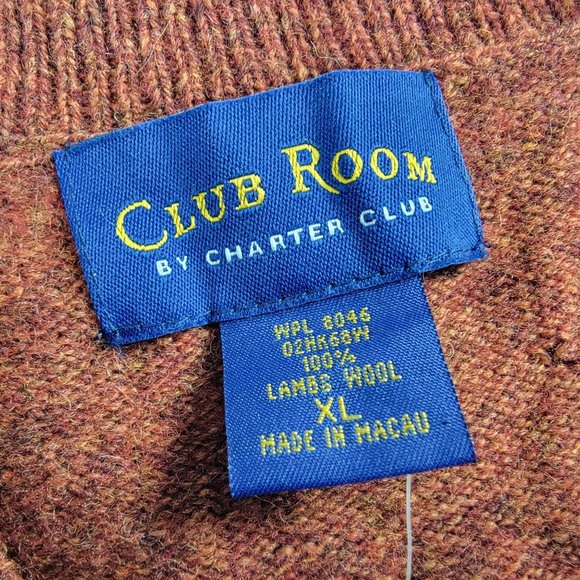 CLUB ROOM
BY CHARTER CLUB
WPL 8046
02HK68W
100%
LAMBS WOOL
XL
MADE IN MACAU